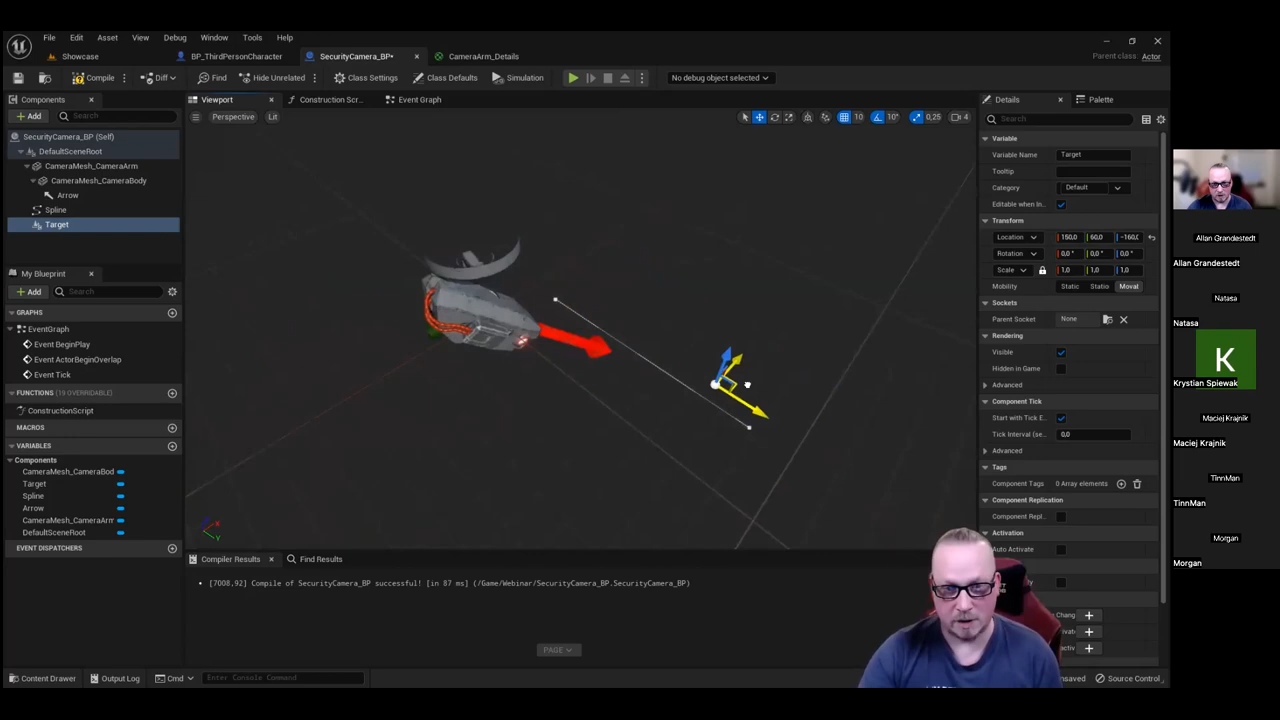 File Edit Asset View Debug Window Tools Help
Showcase BP_ThirdPersonCharacter SecurityCamera_BP* CameraArm_Details
Parent class: Actor
Compile Diff Find Hide Unrelated Class Settings Class Defaults Simulation No debug object selected
Components
Add Search
SecurityCamera_BP (Self)
DefaultSceneRoot
CameraMesh_CameraArm
CameraMesh_CameraBody
Arrow
Spline
Target
My Blueprint
Add Search
GRAPHS
EventGraph
Event BeginPlay
Event ActorBeginOverlap
Event Tick
FUNCTIONS (19 OVERRIDABLE)
ConstructionScript
MACROS
VARIABLES
Components
CameraMesh_CameraBod
Target
Spline
Arrow
CameraMesh_CameraArm
DefaultSceneRoot
EVENT DISPATCHERS
Viewport Construction Scr... Event Graph
Perspective Lit
10 10° 0,25 4
X
Y
Compiler Results Find Results
• [7008,92] Compile of SecurityCamera_BP successful! [in 87 ms] (/Game/Webinar/SecurityCamera_BP.SecurityCamera_BP)
PAGE
Details Palette
Search
Variable
Variable Name Target
Tooltip
Category Default
Editable when In...
Transform
Location 150,0 60,0 -160,
Rotation 0,0 ° 0,0 ° 0,0 °
Scale 1,0 1,0 1,0
Mobility Static Statio Moval
Sockets
Parent Socket None
Rendering
Visible
Hidden in Game
Advanced
Component Tick
Start with Tick E...
Tick Interval (se... 0,0
Advanced
Tags
Component Tags 0 Array elements
Component Replication
Component Repl...
Activation
Auto Activate
Content Drawer Output Log Cmd Enter Console Command
Source Control
Allan Grandestedt
Allan Grandestedt
Natasa
Natasa
K
Krystian Spiewak
Maciej Krajnik
Maciej Krajnik
TinnMan
TinnMan
Morgan
Morgan